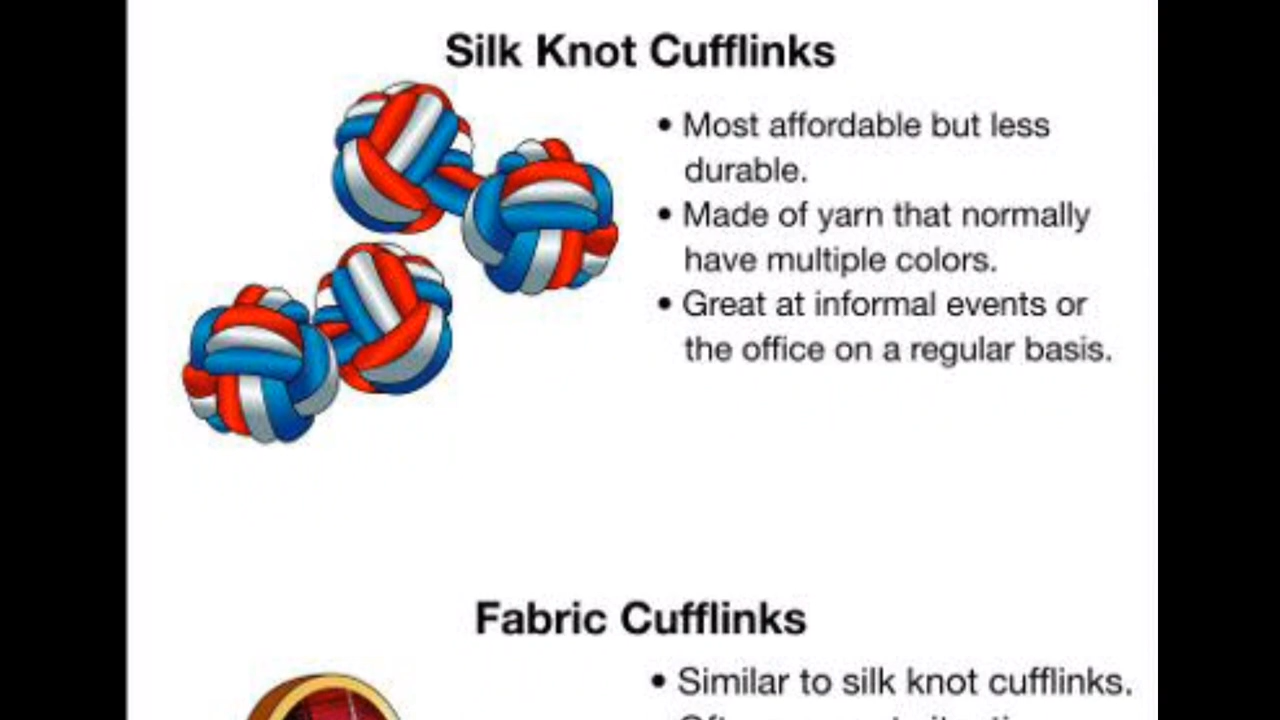 Silk Knot Cufflinks
• Most affordable but less
durable.
• Made of yarn that normally
have multiple colors.
• Great at informal events or
the office on a regular basis.
Fabric Cufflinks
• Similar to silk knot cufflinks.